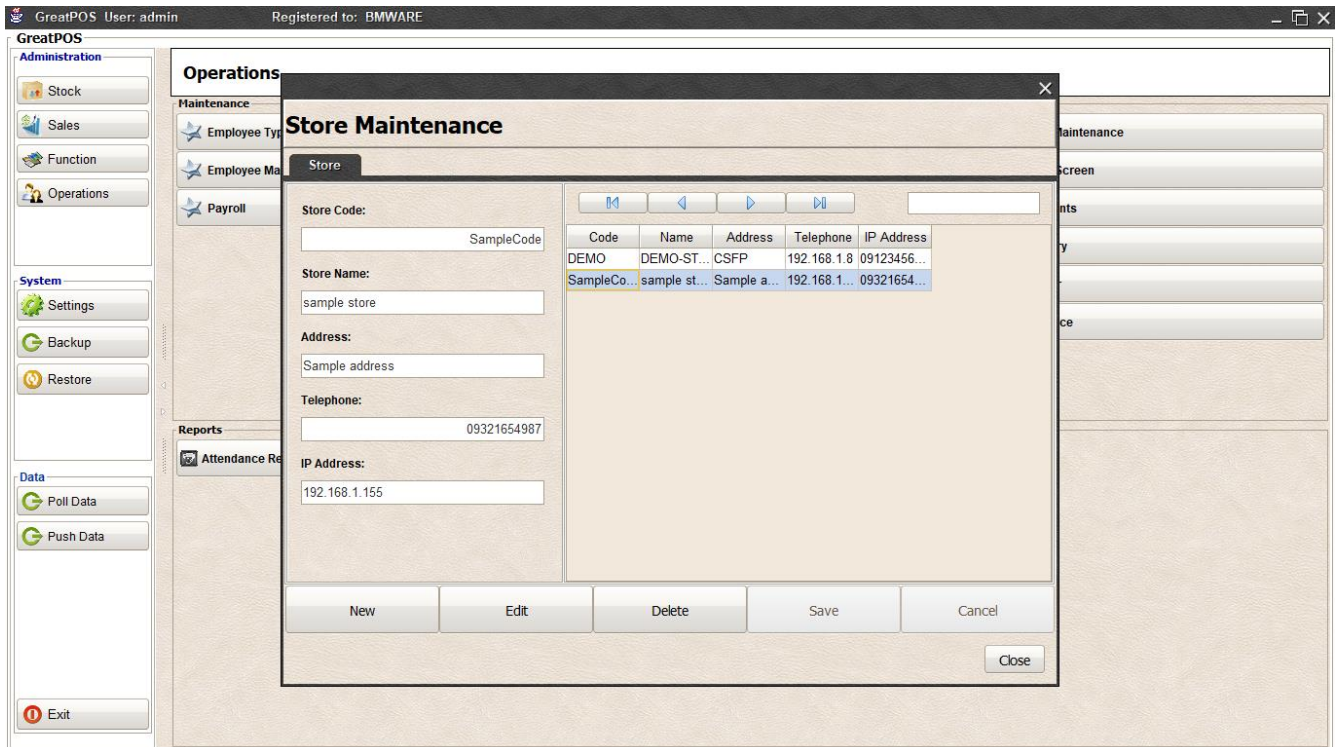 GreatPOS User: admin Registered to: BMWARE
GreatPOS
Administration
Stock
Sales
Function
Operations
System
Settings
Backup
Restore
Data
Poll Data
Push Data
Exit
Operations
Maintenance
Employee Typ
Employee Ma
Payroll
Reports
Attendance Re
Store Maintenance
Store
Store Code:
SampleCode
Store Name:
sample store
Address:
Sample address
Telephone:
09321654987
IP Address:
192.168.1.155
Code Name Address Telephone IP Address
DEMO DEMO-ST... CSFP 192.168.1.8 09123456...
SampleCo... sample st... Sample a... 192.168.1... 09321654...
New Edit Delete Save Cancel
Close
Maintenance
Screen
nts
ry
ce